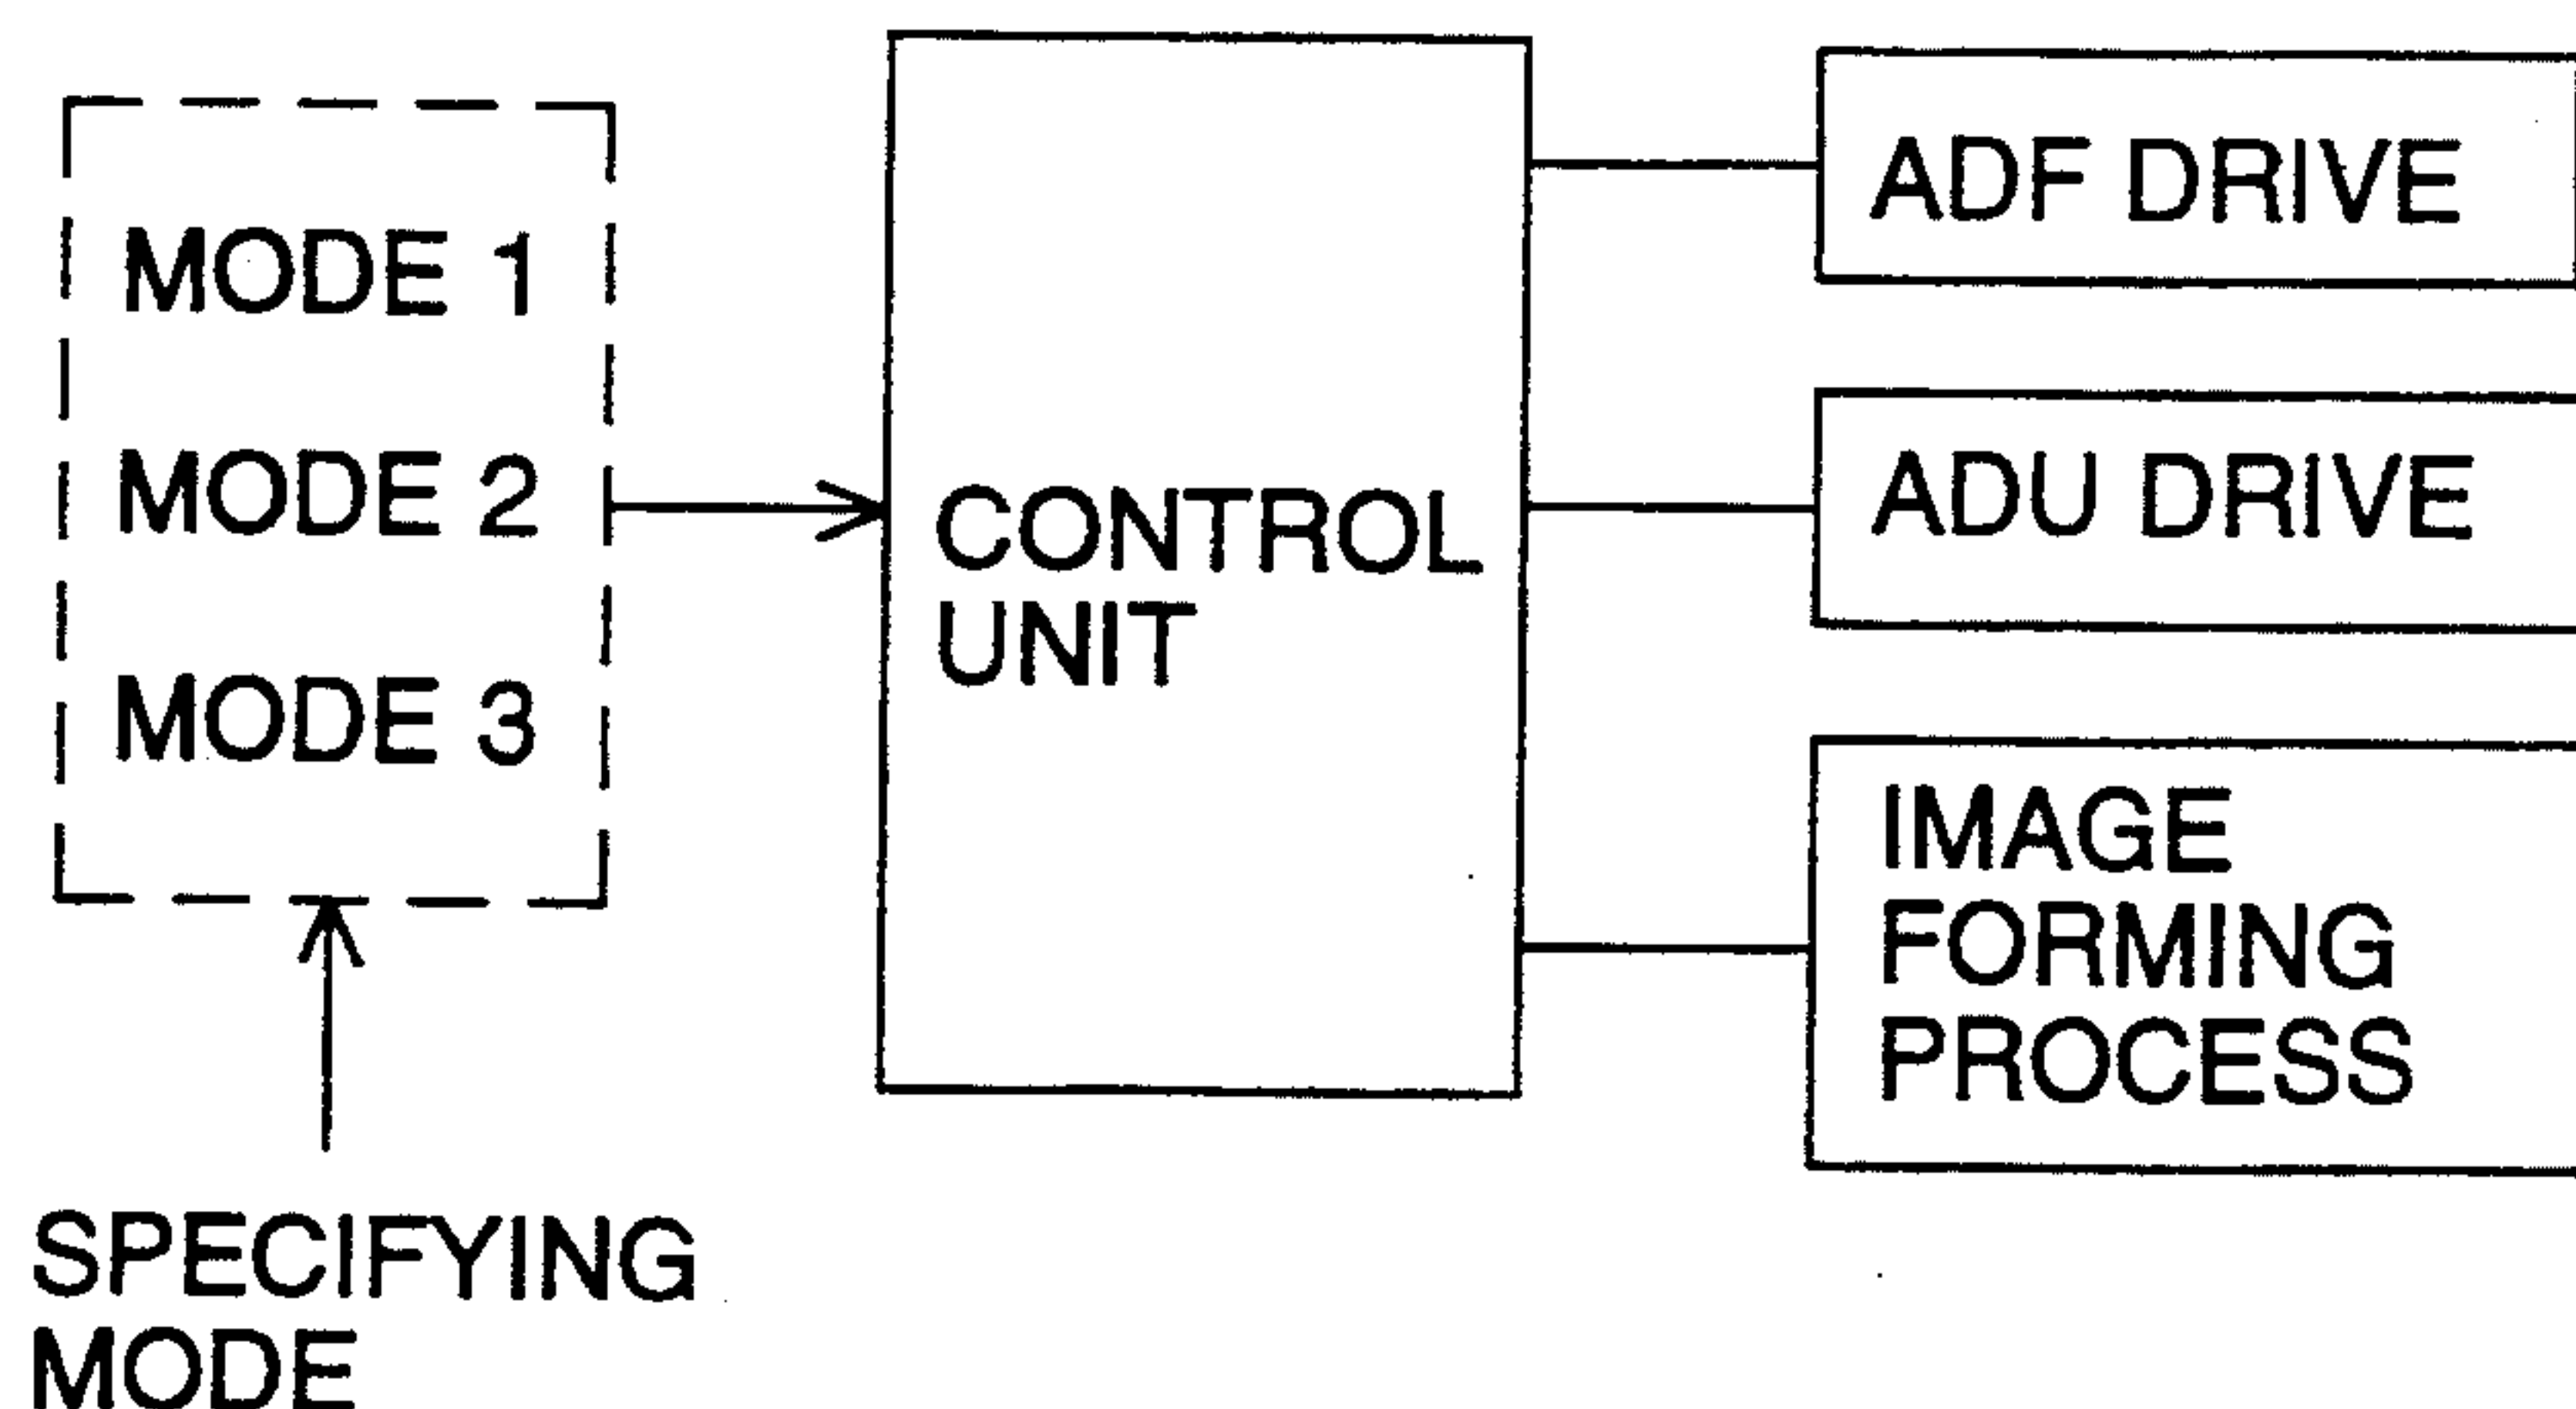 MODE 1
MODE 2
MODE 3
SPECIFYING
MODE
CONTROL
UNIT
ADF DRIVE
ADU DRIVE
IMAGE
FORMING
PROCESS